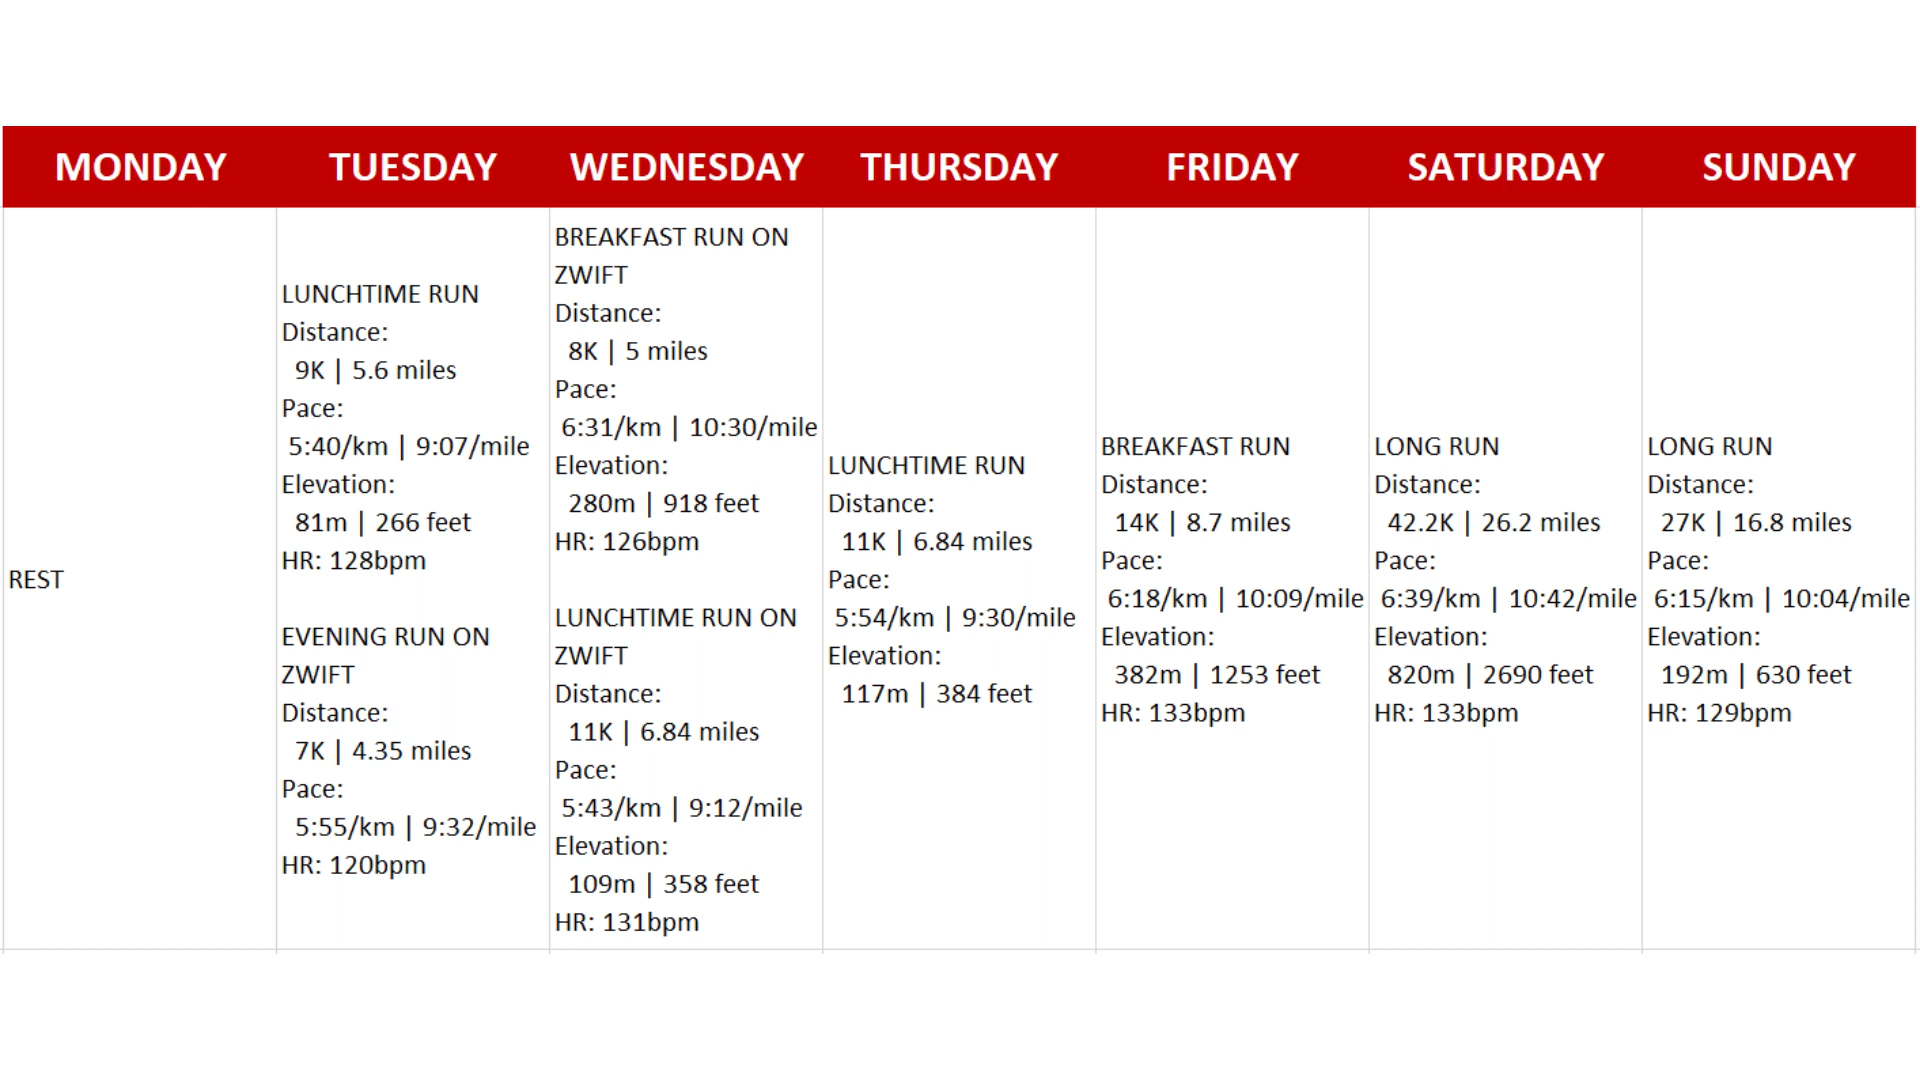 MONDAY TUESDAY WEDNESDAY THURSDAY FRIDAY SATURDAY SUNDAY
REST
LUNCHTIME RUN
Distance:
9K | 5.6 miles
Pace:
5:40/km | 9:07/mile
Elevation:
81m | 266 feet
HR: 128bpm
EVENING RUN ON
ZWIFT
Distance:
7K | 4.35 miles
Pace:
5:55/km | 9:32/mile
HR: 120bpm
BREAKFAST RUN ON
ZWIFT
Distance:
8K | 5 miles
Pace:
6:31/km | 10:30/mile
Elevation:
280m | 918 feet
HR: 126bpm
LUNCHTIME RUN ON
ZWIFT
Distance:
11K | 6.84 miles
Pace:
5:43/km | 9:12/mile
Elevation:
109m | 358 feet
HR: 131bpm
LUNCHTIME RUN
Distance:
11K | 6.84 miles
Pace:
5:54/km | 9:30/mile
Elevation:
117m | 384 feet
BREAKFAST RUN
Distance:
14K | 8.7 miles
Pace:
6:18/km | 10:09/mile
Elevation:
382m | 1253 feet
HR: 133bpm
LONG RUN
Distance:
42.2K | 26.2 miles
Pace:
6:39/km | 10:42/mile
Elevation:
820m | 2690 feet
HR: 133bpm
LONG RUN
Distance:
27K | 16.8 miles
Pace:
6:15/km | 10:04/mile
Elevation:
192m | 630 feet
HR: 129bpm